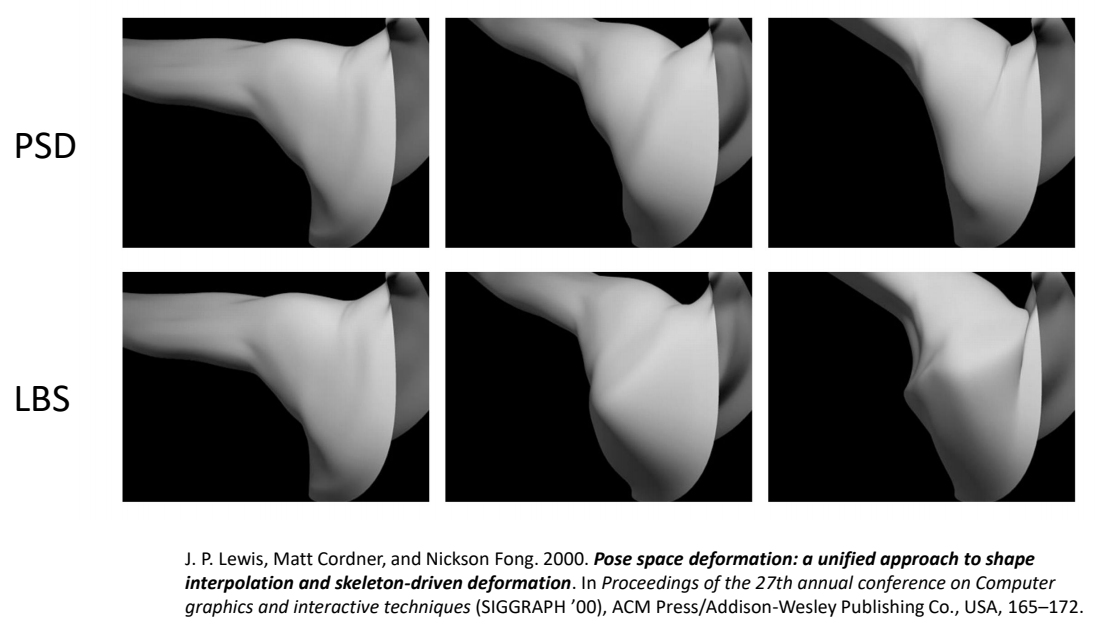 PSD
LBS
J. P. Lewis, Matt Cordner, and Nickson Fong. 2000. Pose space deformation: a unified approach to shape
interpolation and skeleton-driven deformation. In Proceedings of the 27th annual conference on Computer
graphics and interactive techniques (SIGGRAPH ’00), ACM Press/Addison-Wesley Publishing Co., USA, 165–172.